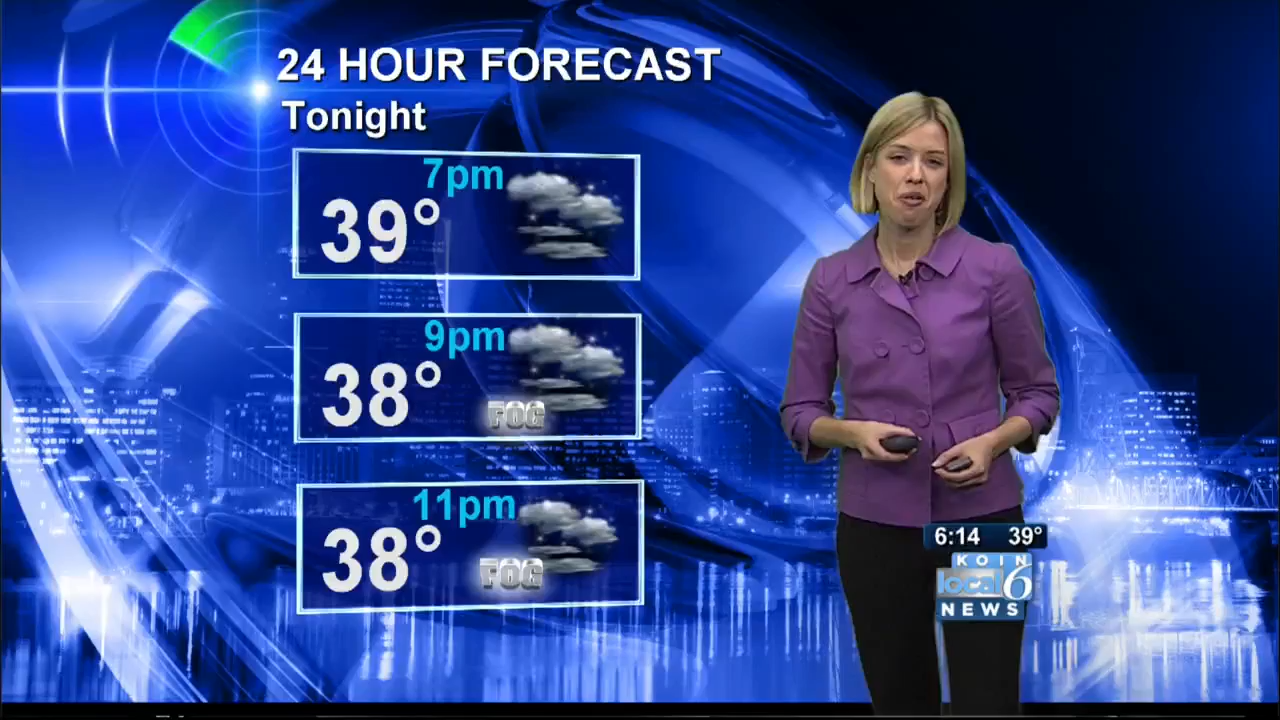 24 HOUR FORECAST
Tonight
7pm
39°
9pm
38°
FOG
11pm
38°
FOG
6:14 39°
KOIN
local 6
NEWS